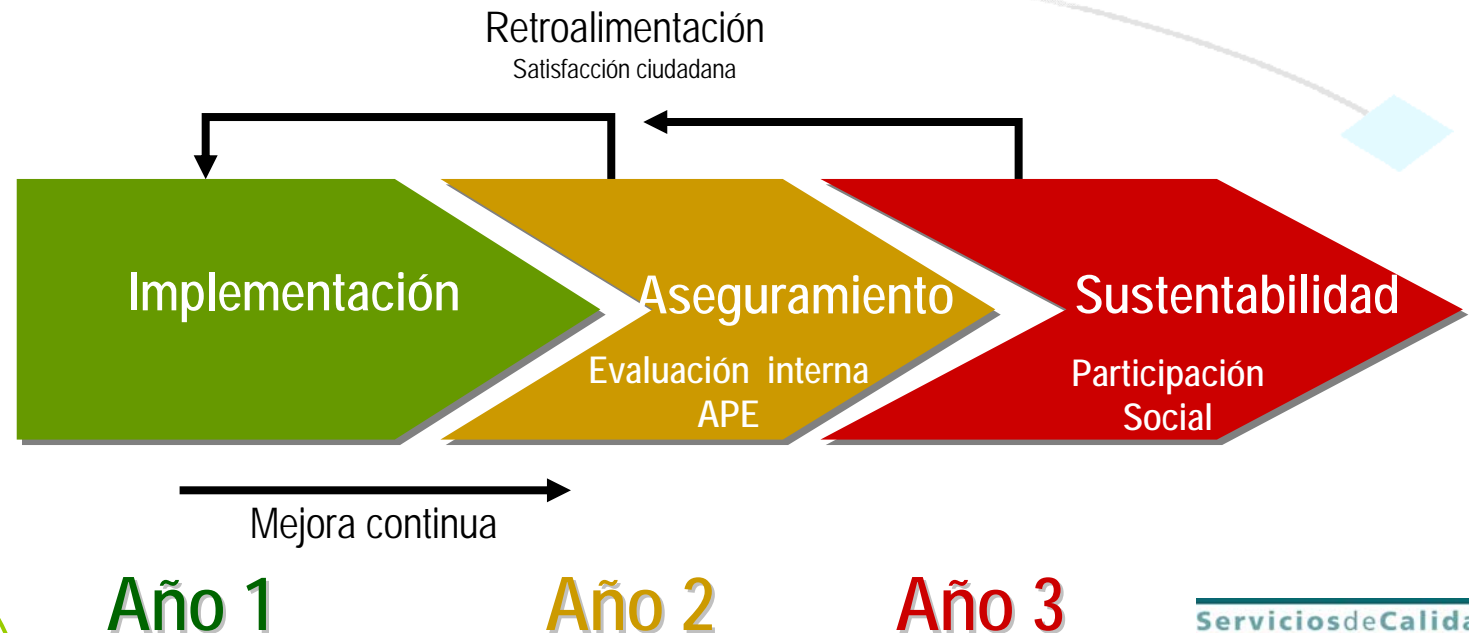 Retroalimentación
Satisfacción ciudadana
Implementación
Aseguramiento
Evaluación interna
APE
Sustentabilidad
Participación
Social
Mejora continua
Año 1
Año 2
Año 3
ServiciosdeCalida